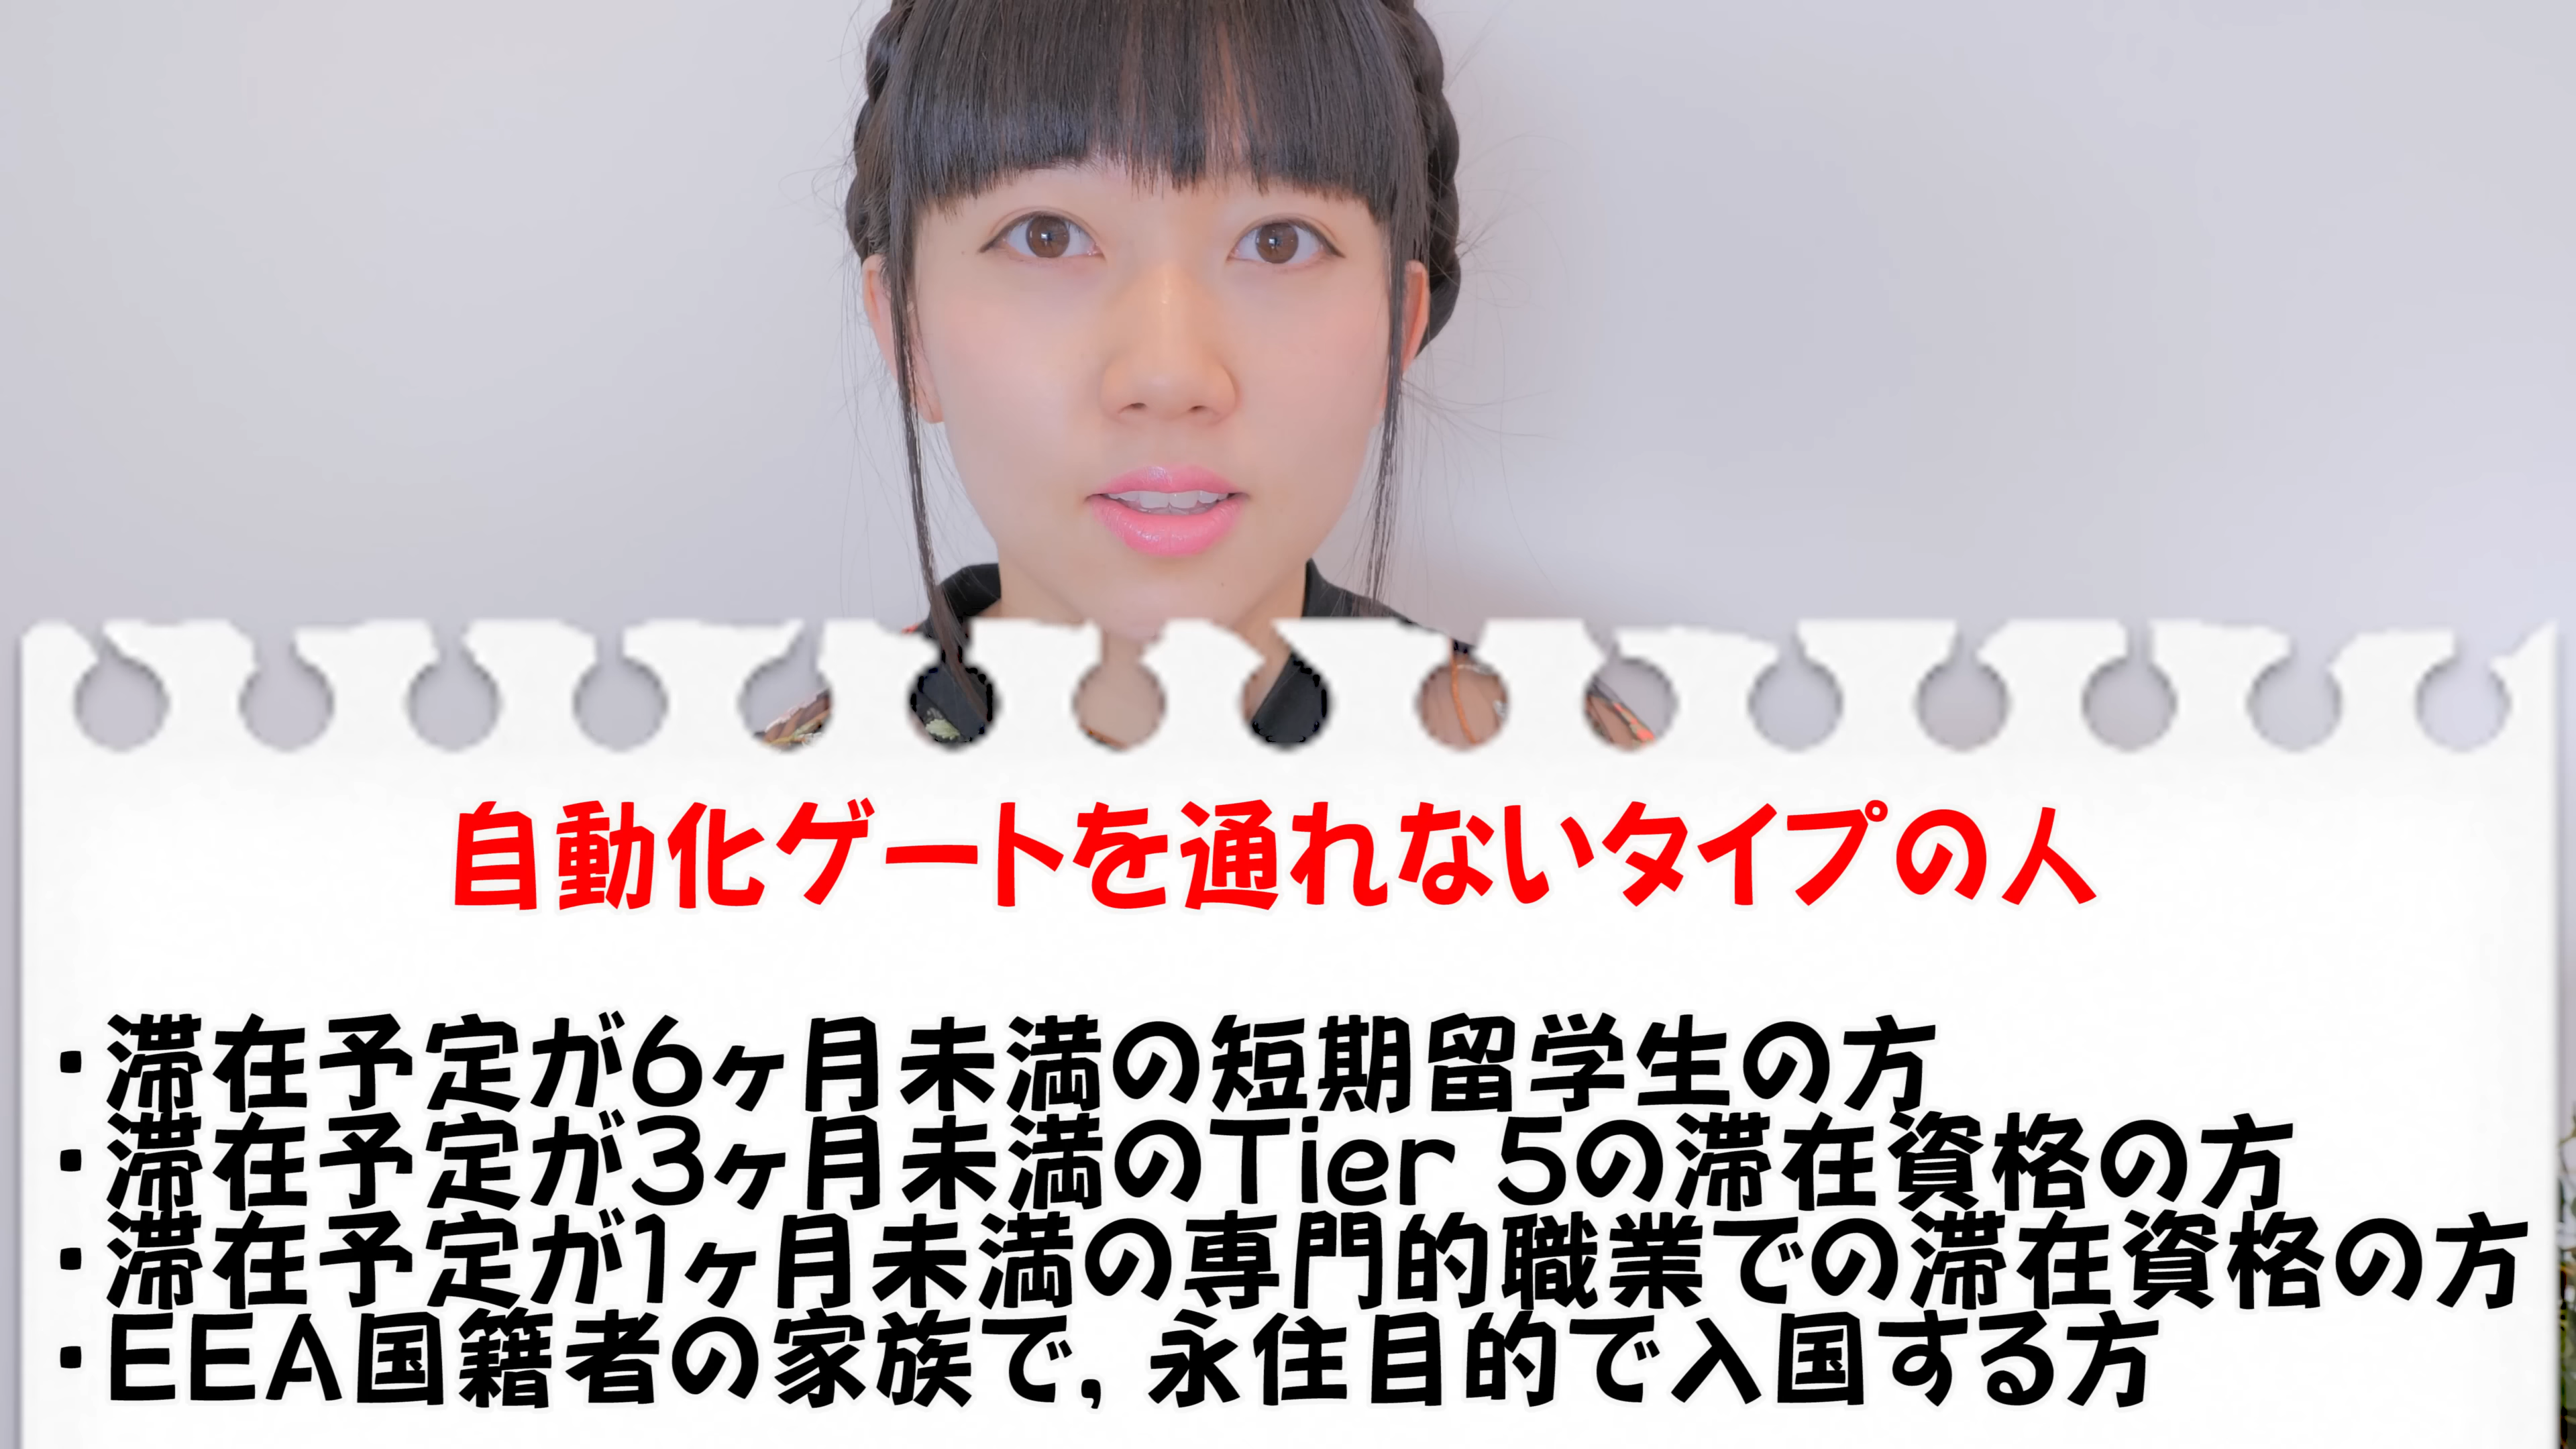 自動化ゲートを通れないタイプの人
・滞在予定が6ヶ月未満の短期留学生の方
・滞在予定が3ヶ月未満のTier 5の滞在資格の方
・滞在予定が1ヶ月未満の専門的職業での滞在資格の方
・EEA国籍者の家族で, 永住目的で入国する方